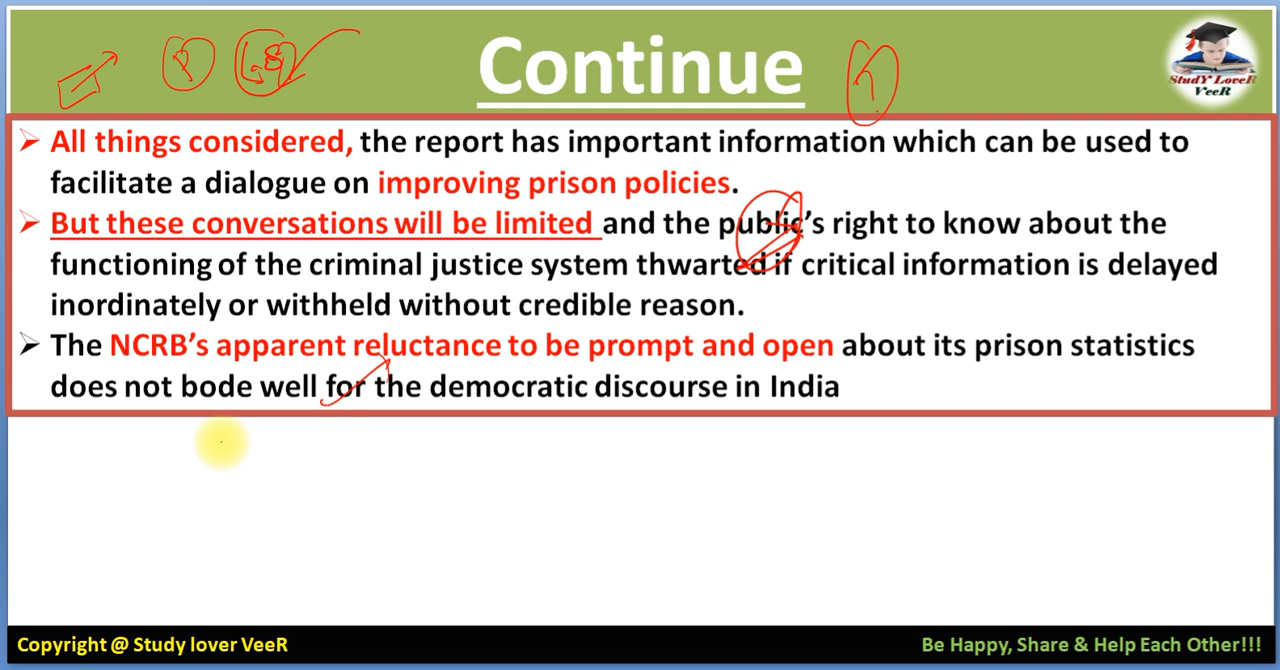 Continue
StudY LoveR
VeeR
All things considered, the report has important information which can be used to
facilitate a dialogue on improving prison policies.
But these conversations will be limited and the public's right to know about the
functioning of the criminal justice system thwarted if critical information is delayed
inordinately or withheld without credible reason.
The NCRB's apparent reluctance to be prompt and open about its prison statistics
does not bode well for the democratic discourse in India
Copyright @ Study lover VeeR
Be Happy, Share & Help Each Other!!!